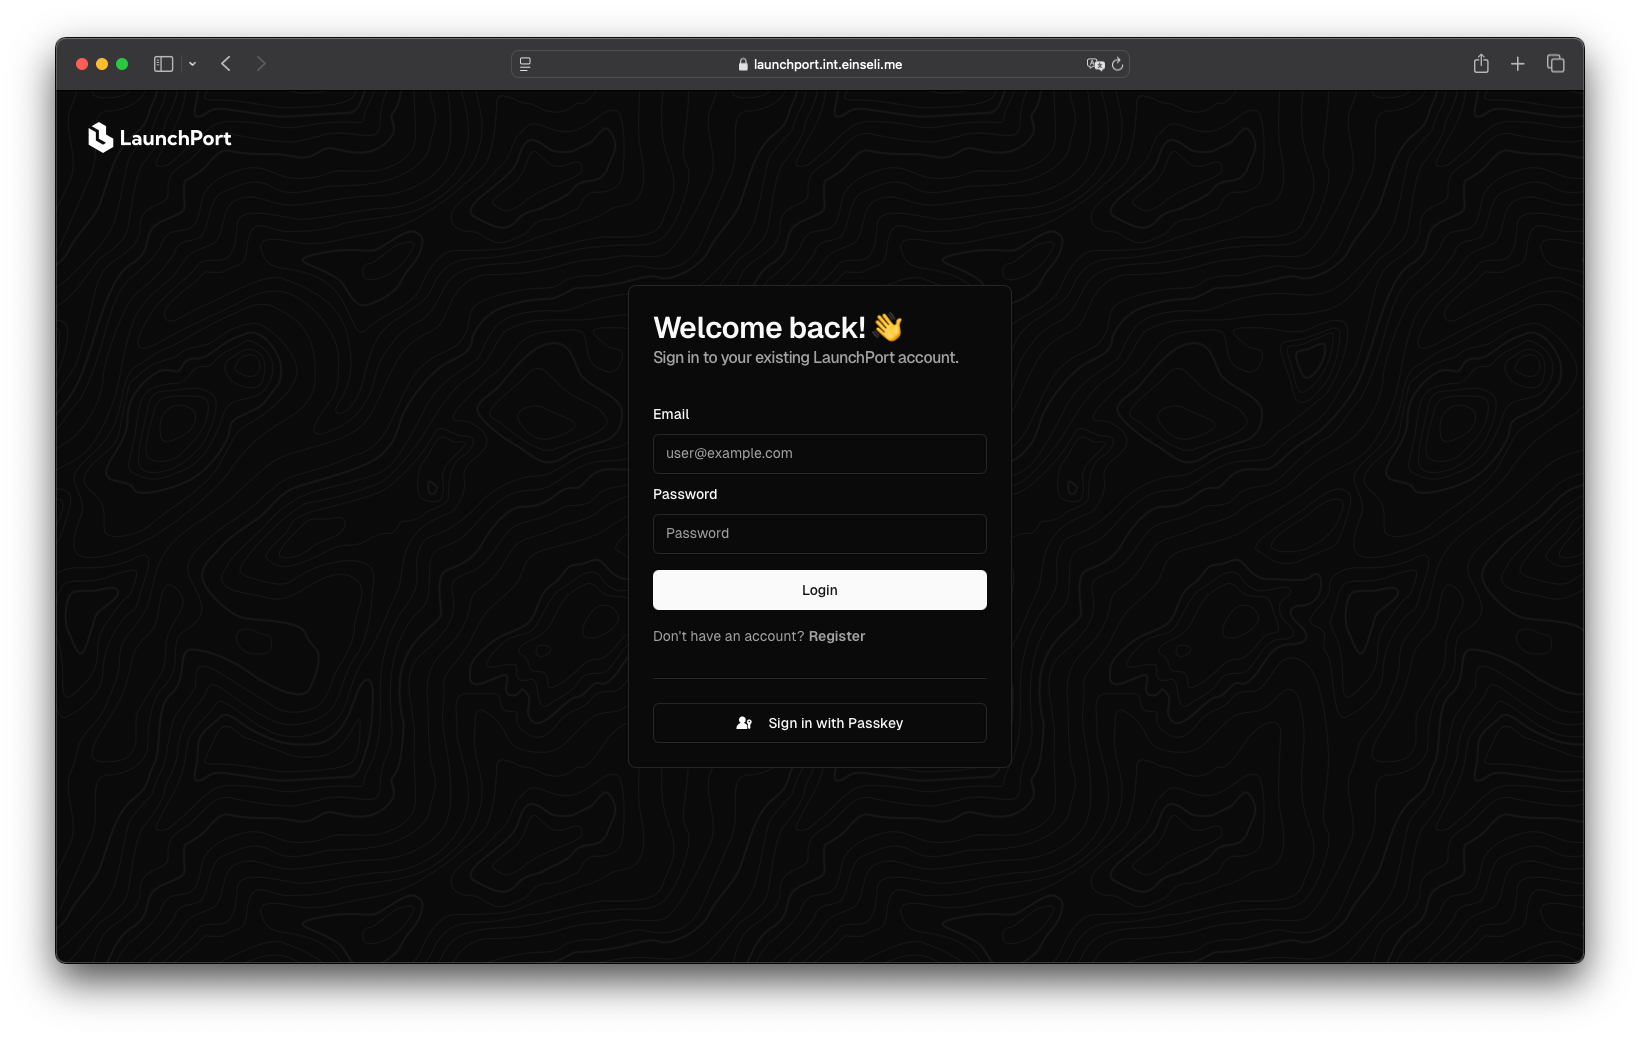 launchport.int.einseli.me
LaunchPort
Welcome back! 👋
Sign in to your existing LaunchPort account.
Email
user@example.com
Password
Password
Login
Don't have an account? Register
Sign in with Passkey